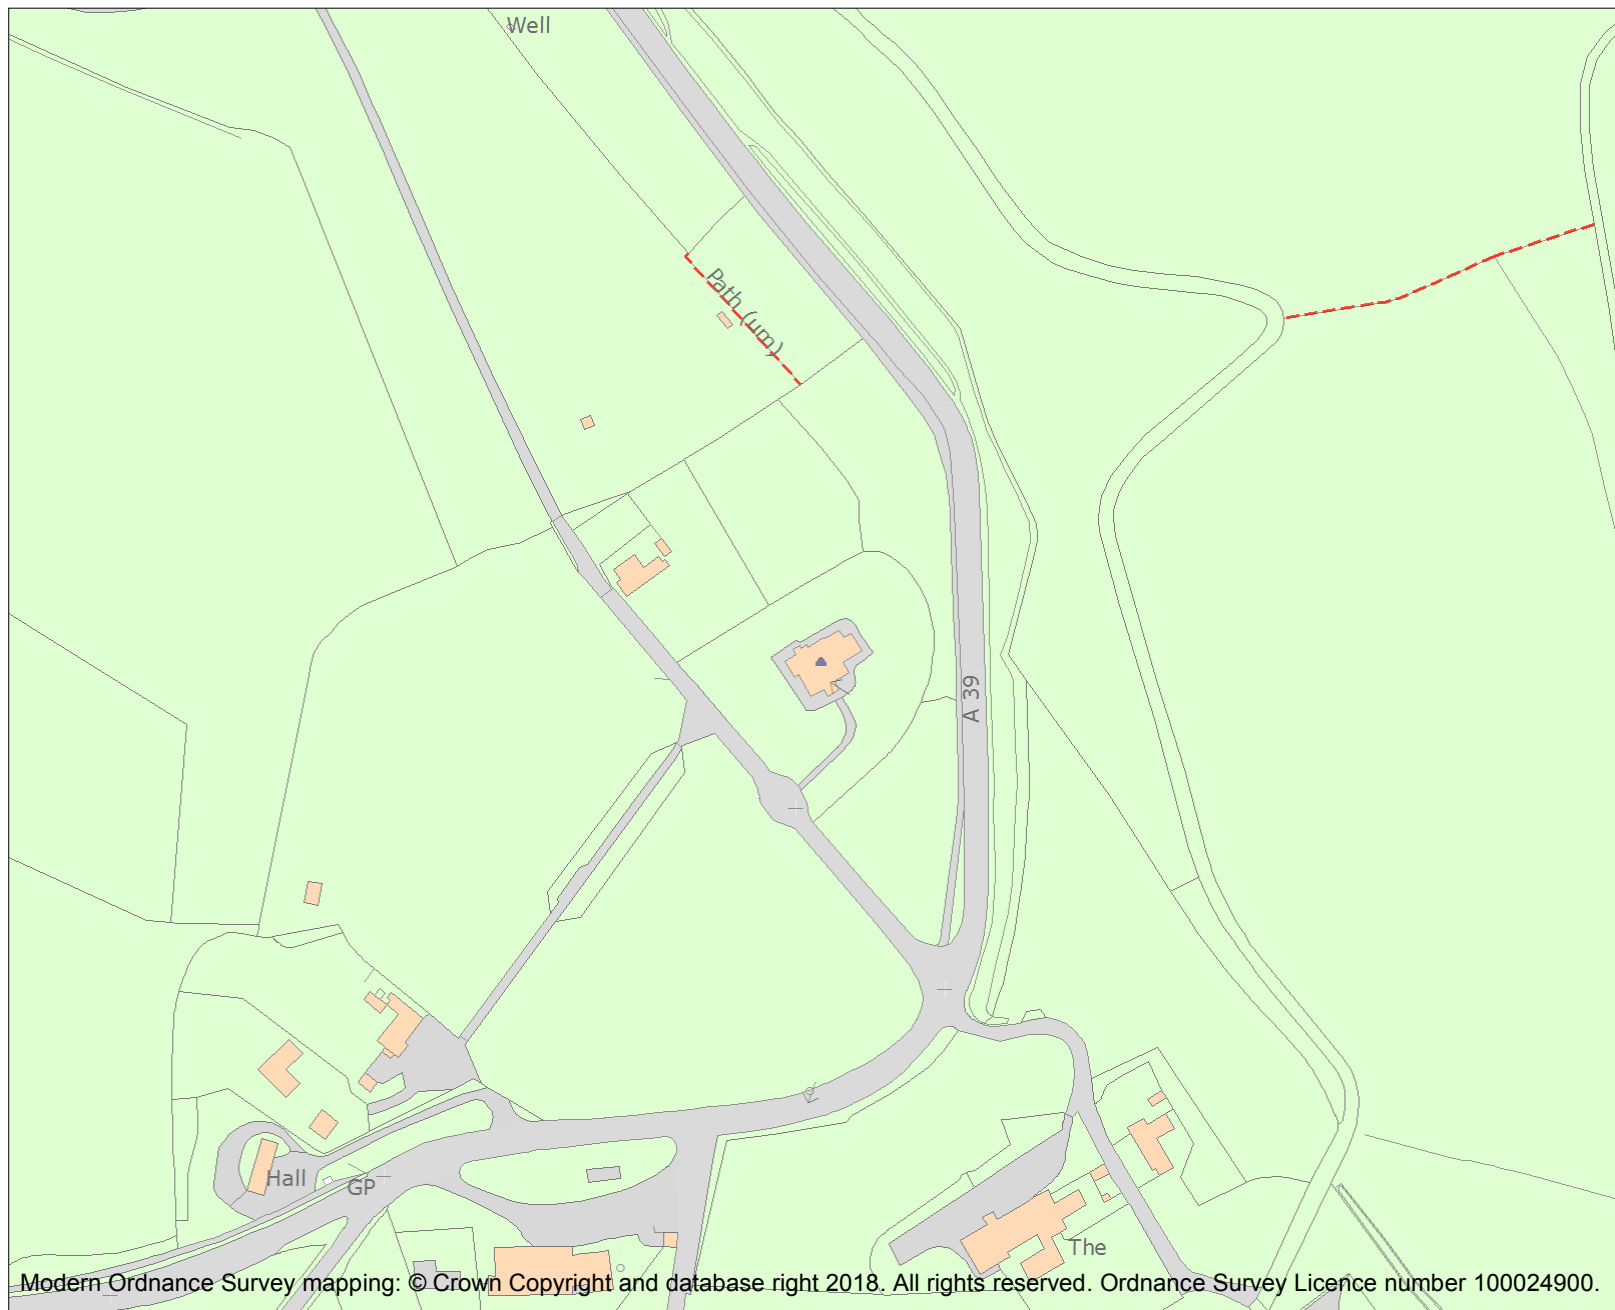 Well
Path (um)
A 39
Hall
GP
The
Modern Ordnance Survey mapping: © Crown Copyright and database right 2018. All rights reserved. Ordnance Survey Licence number 100024900.